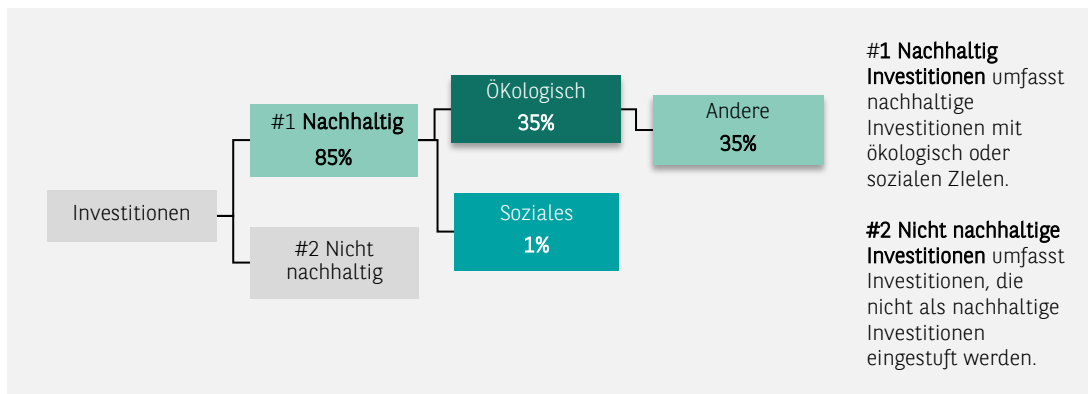 Investitionen
#1 Nachhaltig
85%
#2 Nicht
nachhaltig
ÖKologisch
35%
Soziales
1%
Andere
35%
#1 Nachhaltig
Investitionen umfasst
nachhaltige
Investitionen mit
ökologisch oder
sozialen ZIelen.
#2 Nicht nachhaltige
Investitionen umfasst
Investitionen, die
nicht als nachhaltige
Investitionen
eingestuft werden.